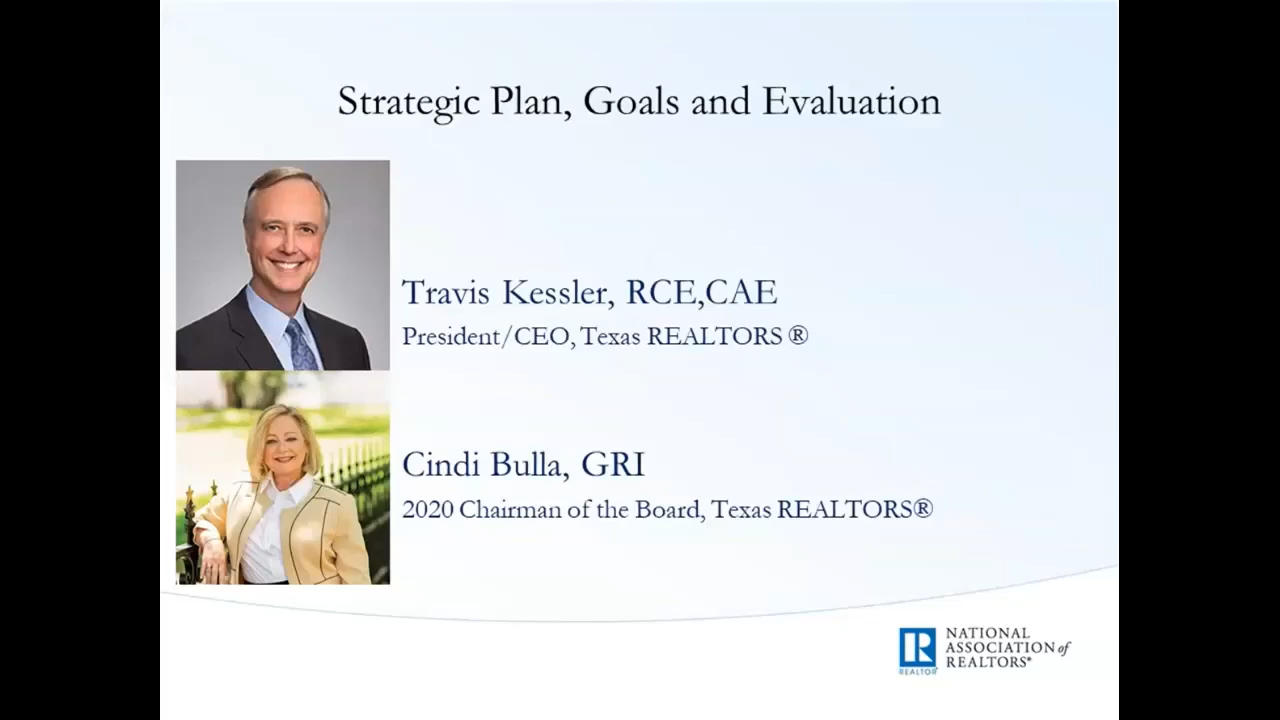 Strategic Plan, Goals and Evaluation
Travis Kessler, RCE,CAE
President/CEO, Texas REALTORS ®
Cindi Bulla, GRI
2020 Chairman of the Board, Texas REALTORS®
NATIONAL
ASSOCIATION of
REALTORS®
REALTOR®